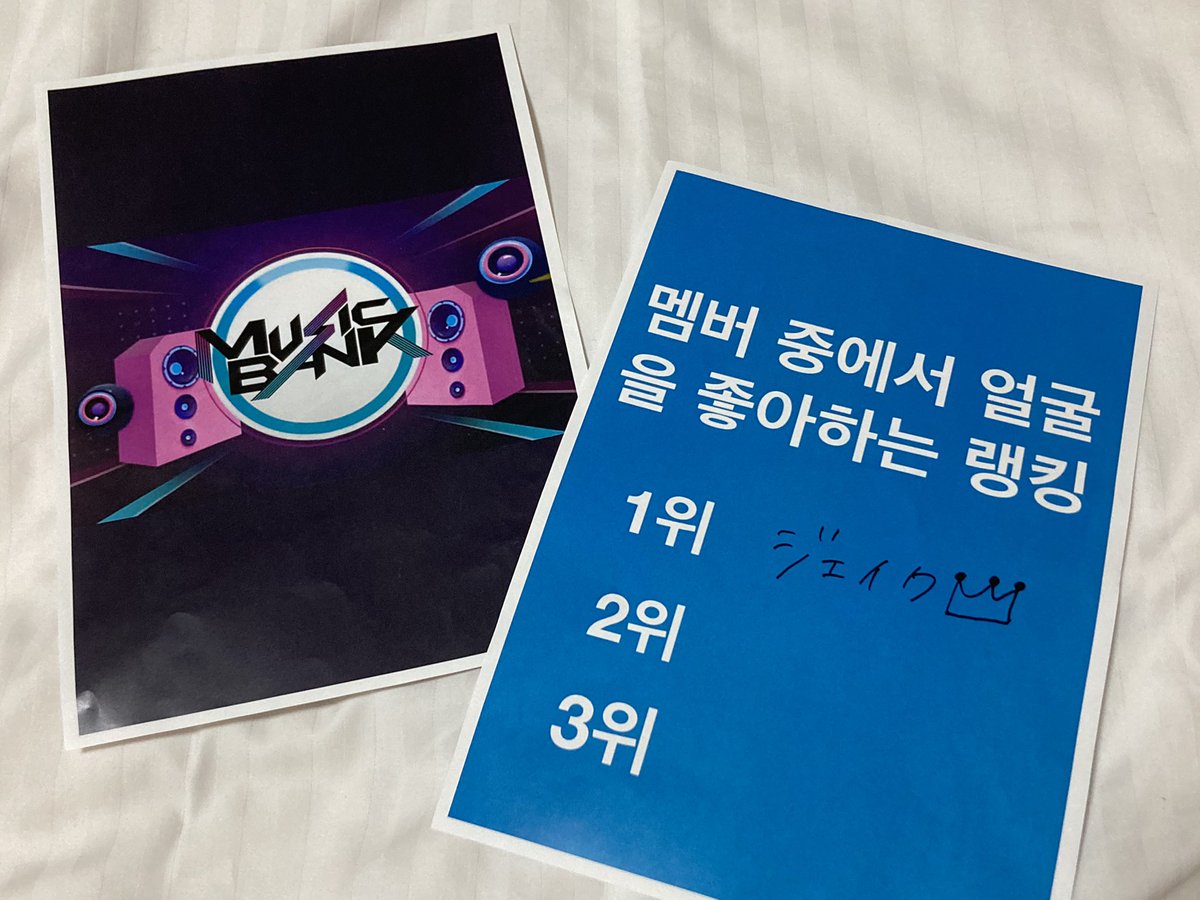 MUSIC
BANK
멤버 중에서 얼굴
을 좋아하는 랭킹
1위 ジェイク
2위
3위